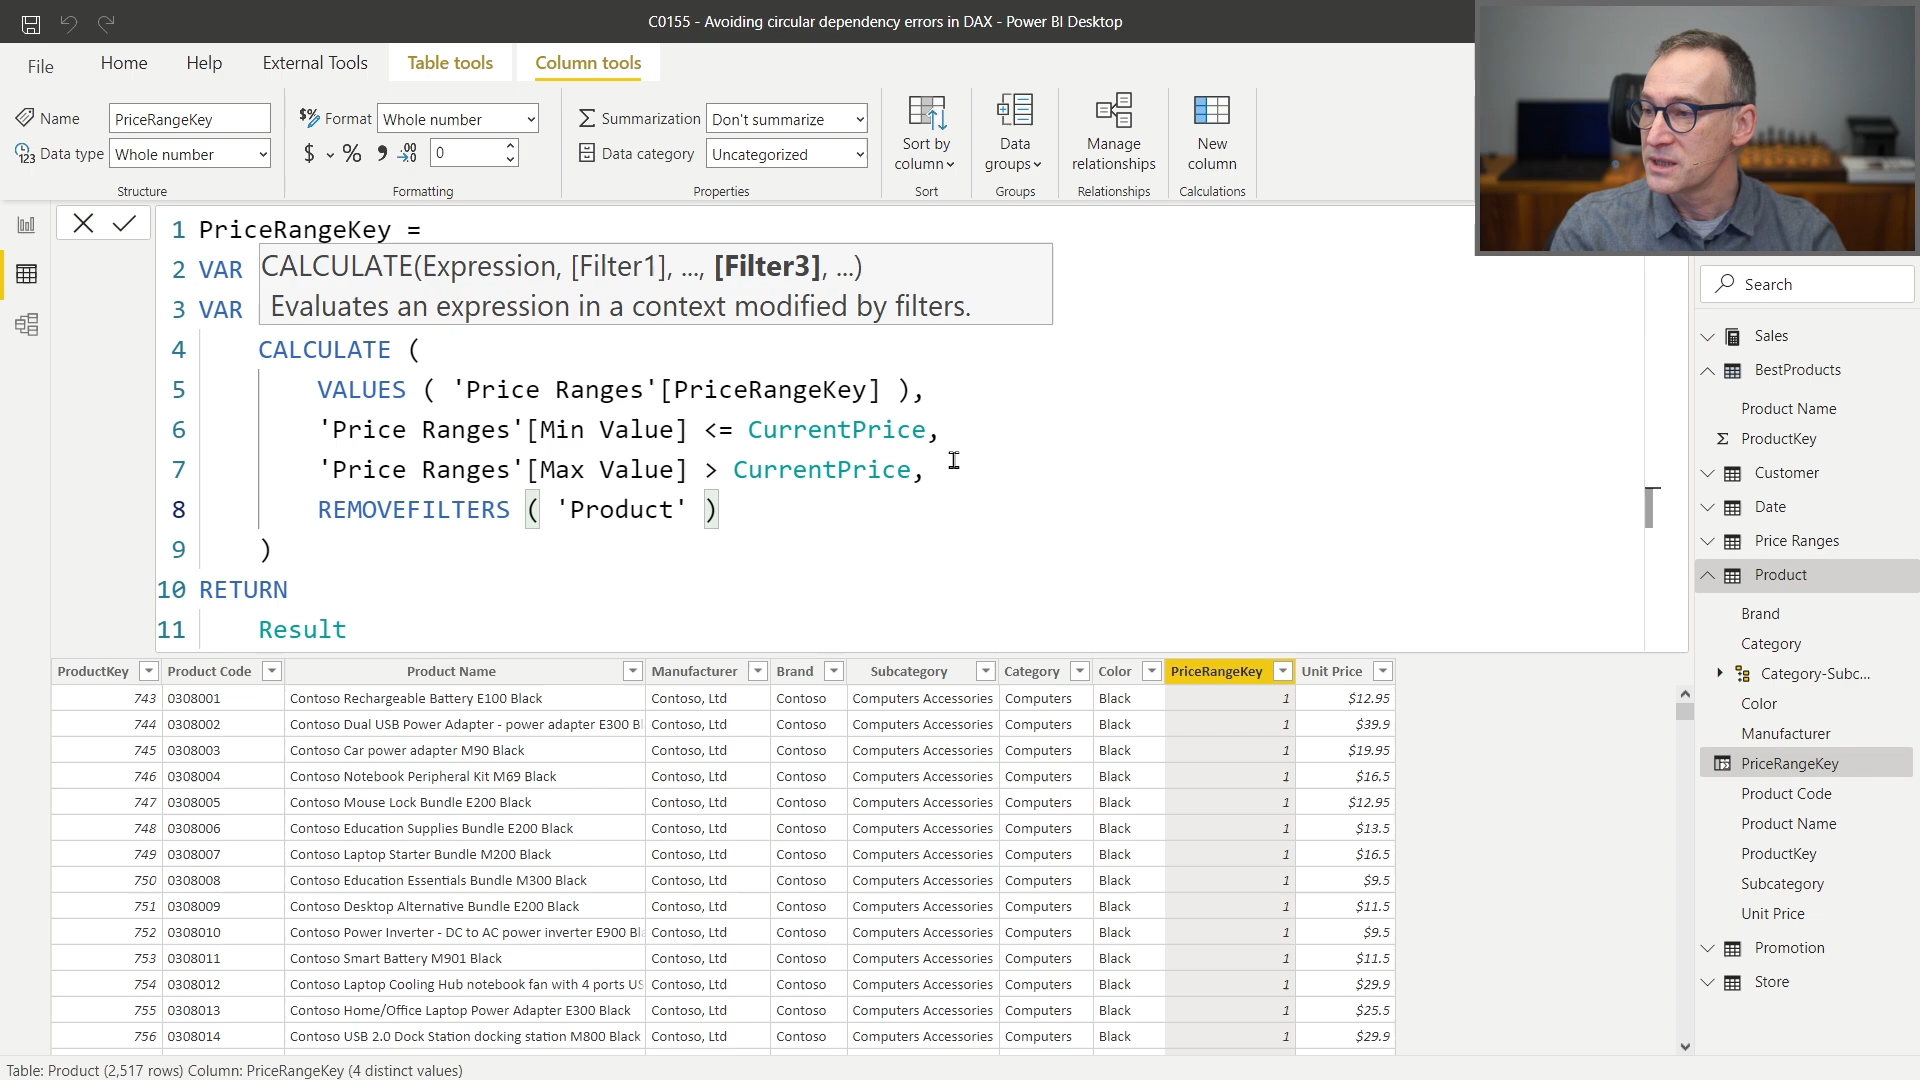 C0155 - Avoiding circular dependency errors in DAX - Power BI Desktop
File Home Help External Tools Table tools Column tools
Name PriceRangeKey
Data type Whole number
Structure
Format Whole number
$ % 0
Formatting
Summarization Don't summarize
Data category Uncategorized
Properties
Sort by
column
Sort
Data
groups
Groups
Manage
relationships
Relationships
New
column
Calculations
1 PriceRangeKey =
2 VAR
3 VAR
CALCULATE(Expression, [Filter1], ..., [Filter3], ...)
Evaluates an expression in a context modified by filters.
4 CALCULATE (
5 VALUES ( 'Price Ranges'[PriceRangeKey] ),
6 'Price Ranges'[Min Value] <= CurrentPrice,
7 'Price Ranges'[Max Value] > CurrentPrice,
8 REMOVEFILTERS ( 'Product' )
9 )
10 RETURN
11 Result
ProductKey Product Code Product Name Manufacturer Brand Subcategory Category Color PriceRangeKey Unit Price
743 0308001 Contoso Rechargeable Battery E100 Black Contoso, Ltd Contoso Computers Accessories Computers Black 1 $12.95
744 0308002 Contoso Dual USB Power Adapter - power adapter E300 Bl Contoso, Ltd Contoso Computers Accessories Computers Black 1 $39.9
745 0308003 Contoso Car power adapter M90 Black Contoso, Ltd Contoso Computers Accessories Computers Black 1 $19.95
746 0308004 Contoso Notebook Peripheral Kit M69 Black Contoso, Ltd Contoso Computers Accessories Computers Black 1 $16.5
747 0308005 Contoso Mouse Lock Bundle E200 Black Contoso, Ltd Contoso Computers Accessories Computers Black 1 $12.95
748 0308006 Contoso Education Supplies Bundle E200 Black Contoso, Ltd Contoso Computers Accessories Computers Black 1 $13.5
749 0308007 Contoso Laptop Starter Bundle M200 Black Contoso, Ltd Contoso Computers Accessories Computers Black 1 $16.5
750 0308008 Contoso Education Essentials Bundle M300 Black Contoso, Ltd Contoso Computers Accessories Computers Black 1 $9.5
751 0308009 Contoso Desktop Alternative Bundle E200 Black Contoso, Ltd Contoso Computers Accessories Computers Black 1 $11.5
752 0308010 Contoso Power Inverter - DC to AC power inverter E900 Bl Contoso, Ltd Contoso Computers Accessories Computers Black 1 $9.5
753 0308011 Contoso Smart Battery M901 Black Contoso, Ltd Contoso Computers Accessories Computers Black 1 $11.5
754 0308012 Contoso Laptop Cooling Hub notebook fan with 4 ports US Contoso, Ltd Contoso Computers Accessories Computers Black 1 $29.9
755 0308013 Contoso Home/Office Laptop Power Adapter E300 Black Contoso, Ltd Contoso Computers Accessories Computers Black 1 $25.5
756 0308014 Contoso USB 2.0 Dock Station docking station M800 Black Contoso, Ltd Contoso Computers Accessories Computers Black 1 $29.9
Search
Sales
BestProducts
Product Name
ProductKey
Customer
Date
Price Ranges
Product
Brand
Category
Category-Subc...
Color
Manufacturer
PriceRangeKey
Product Code
Product Name
ProductKey
Subcategory
Unit Price
Promotion
Store
Table: Product (2,517 rows) Column: PriceRangeKey (4 distinct values)